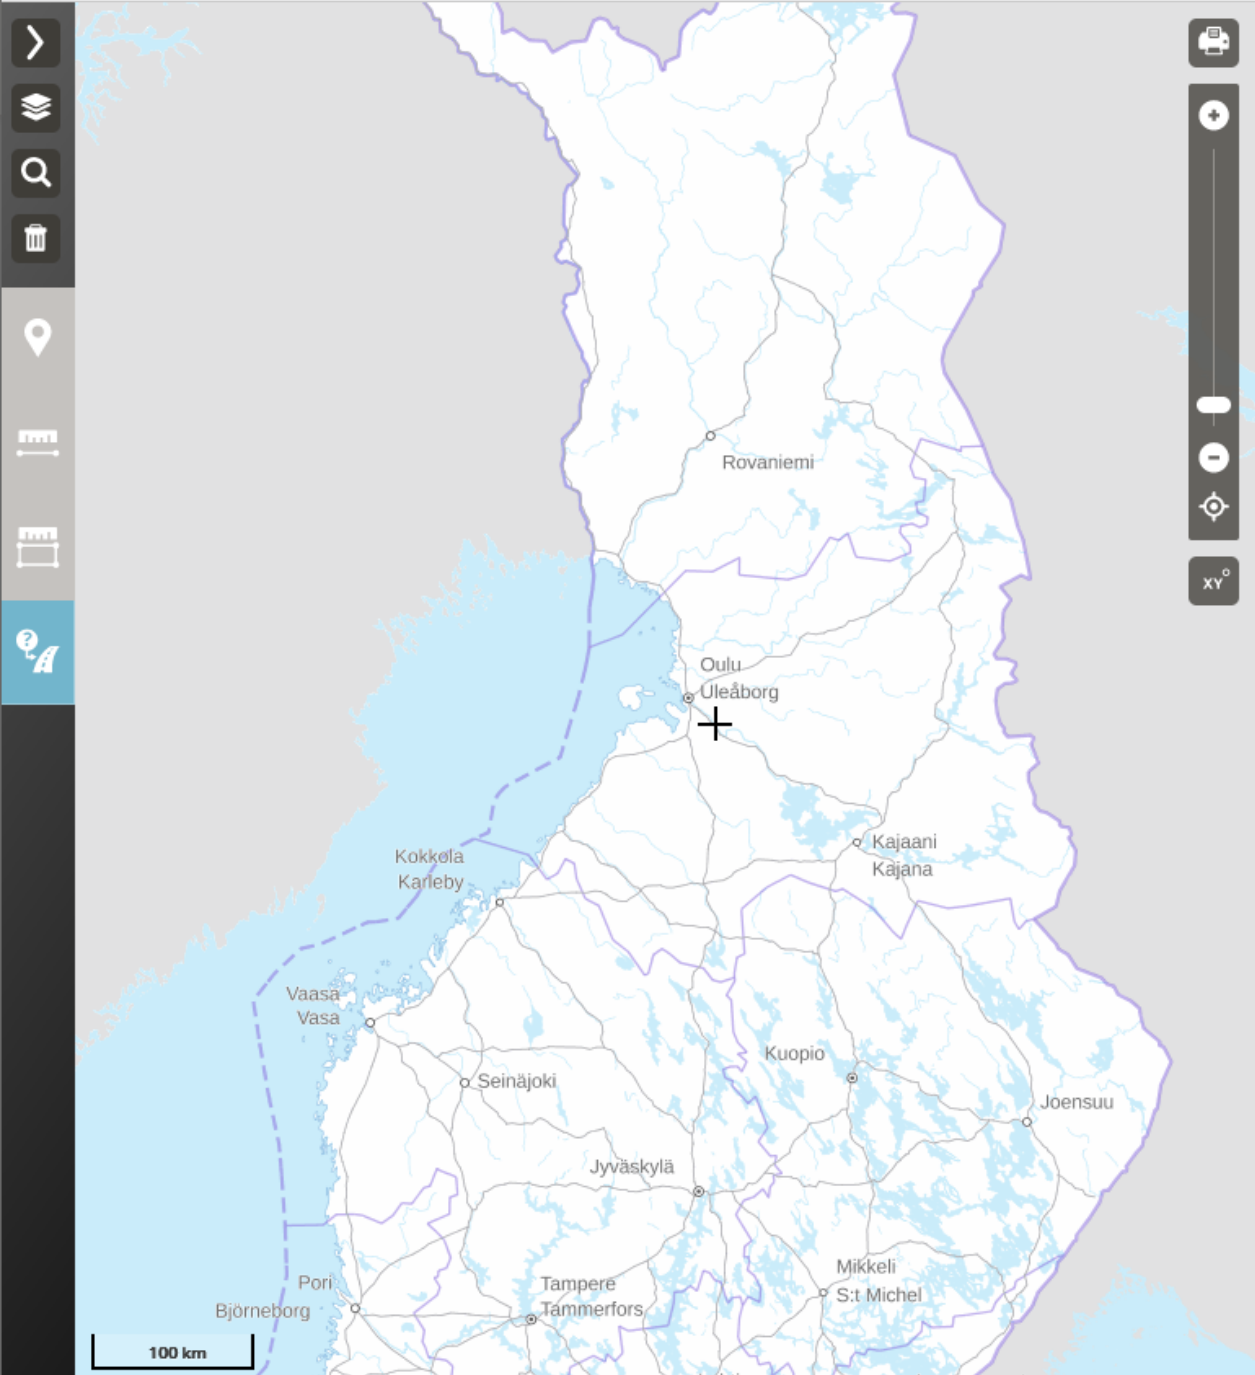 XY°
Rovaniemi
Oulu
Uleåborg
Kokkola
Karleby
Kajaani
Kajana
Vaasa
Vasa
Seinäjoki
Kuopio
Joensuu
Jyväskylä
Mikkeli
S:t Michel
Pori
Björneborg
Tampere
Tammerfors
100 km